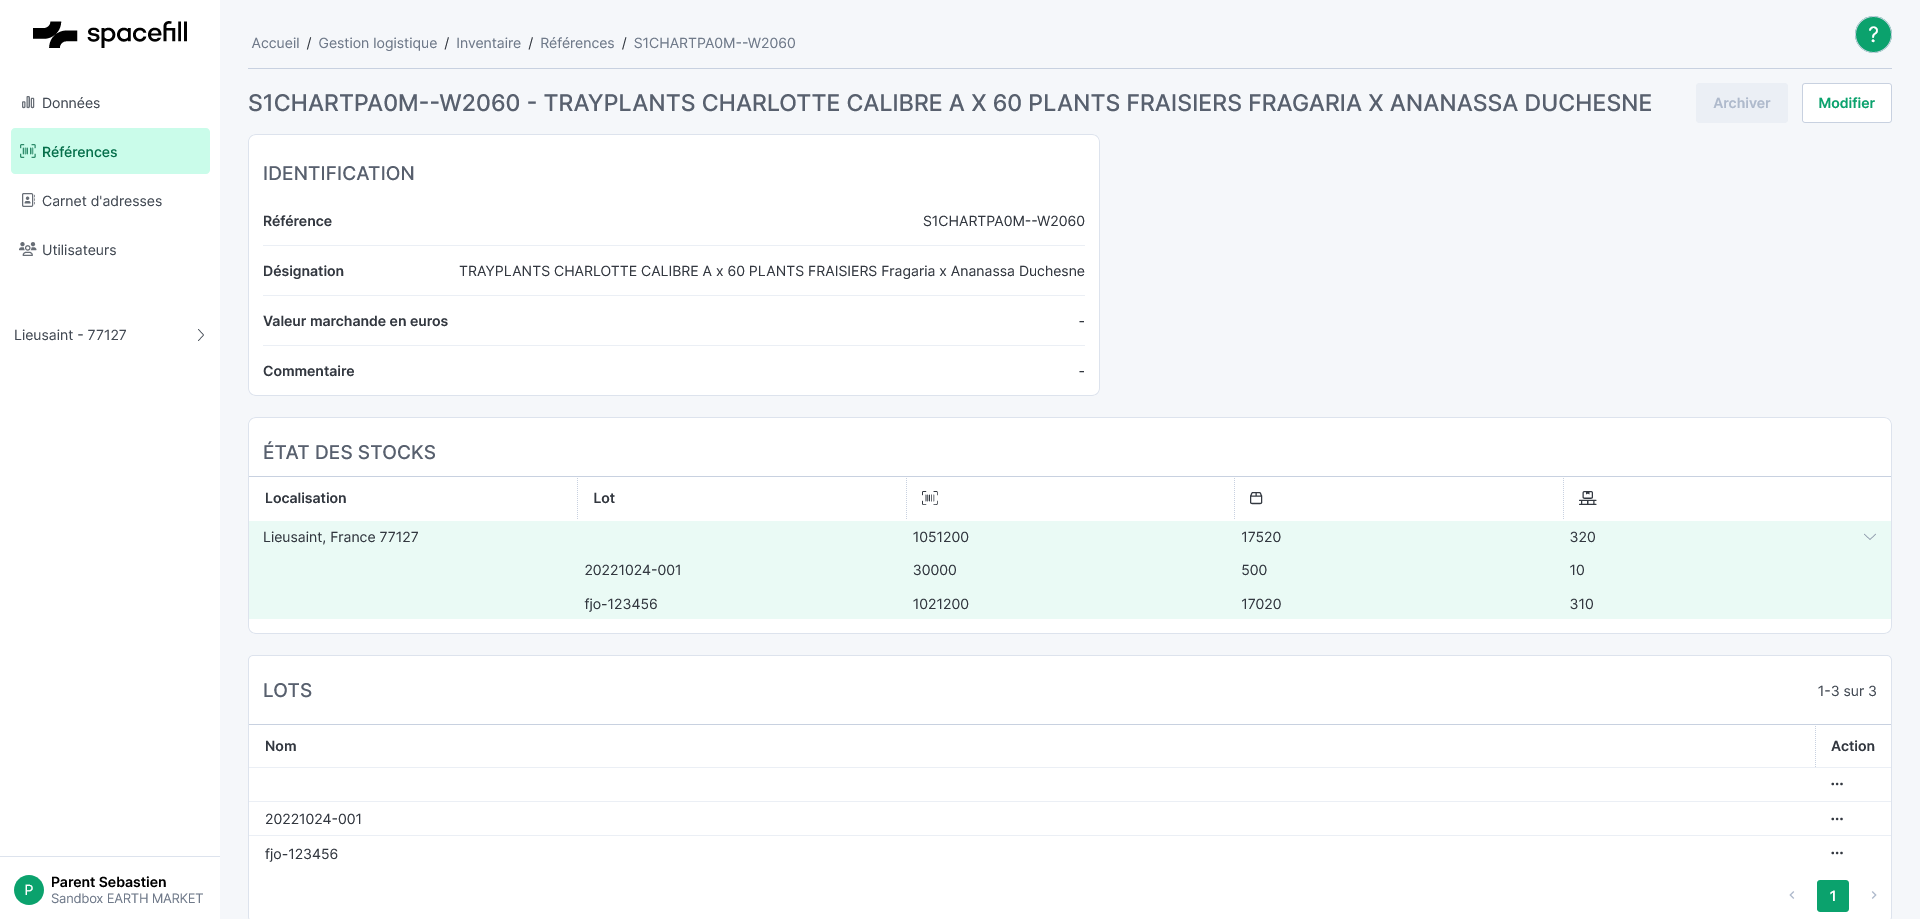 spacefill
Données
Références
Carnet d'adresses
Utilisateurs
Lieusaint - 77127
P
Parent Sebastien
Sandbox EARTH MARKET
Accueil / Gestion logistique / Inventaire / Références / S1CHARTPA0M--W2060
?
S1CHARTPA0M--W2060 - TRAYPLANTS CHARLOTTE CALIBRE A X 60 PLANTS FRAISIERS FRAGARIA X ANANASSA DUCHESNE
Archiver
Modifier
IDENTIFICATION
Référence S1CHARTPA0M--W2060
Désignation TRAYPLANTS CHARLOTTE CALIBRE A x 60 PLANTS FRAISIERS Fragaria x Ananassa Duchesne
Valeur marchande en euros -
Commentaire -
ÉTAT DES STOCKS
Localisation Lot
Lieusaint, France 77127 1051200 17520 320
20221024-001 30000 500 10
fjo-123456 1021200 17020 310
LOTS 1-3 sur 3
Nom Action
...
20221024-001 ...
fjo-123456 ...
< 1 >